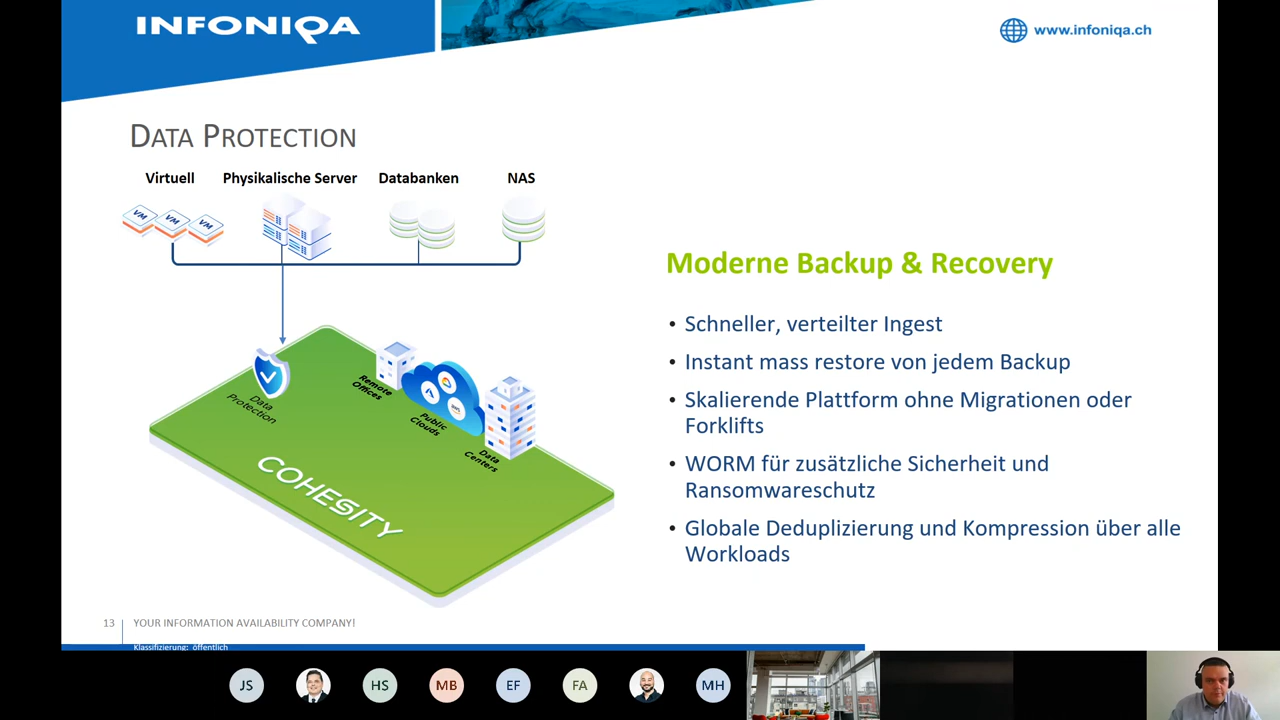 INFONIQA
www.infoniqa.ch
DATA PROTECTION
Virtuell
Physikalische Server
Databanken
NAS
VM
VM
VM
Moderne Backup & Recovery
• Schneller, verteilter Ingest
• Instant mass restore von jedem Backup
• Skalierende Plattform ohne Migrationen oder
Forklifts
• WORM für zusätzliche Sicherheit und
Ransomwareschutz
• Globale Deduplizierung und Kompression über alle
Workloads
Data
Protection
Remote
Offices
Public
Clouds
aws
Data
Centers
COHESITY
13
YOUR INFORMATION AVAILABILITY COMPANY!
Klassifizierung: öffentlich
JS
HS
MB
EF
FA
MH